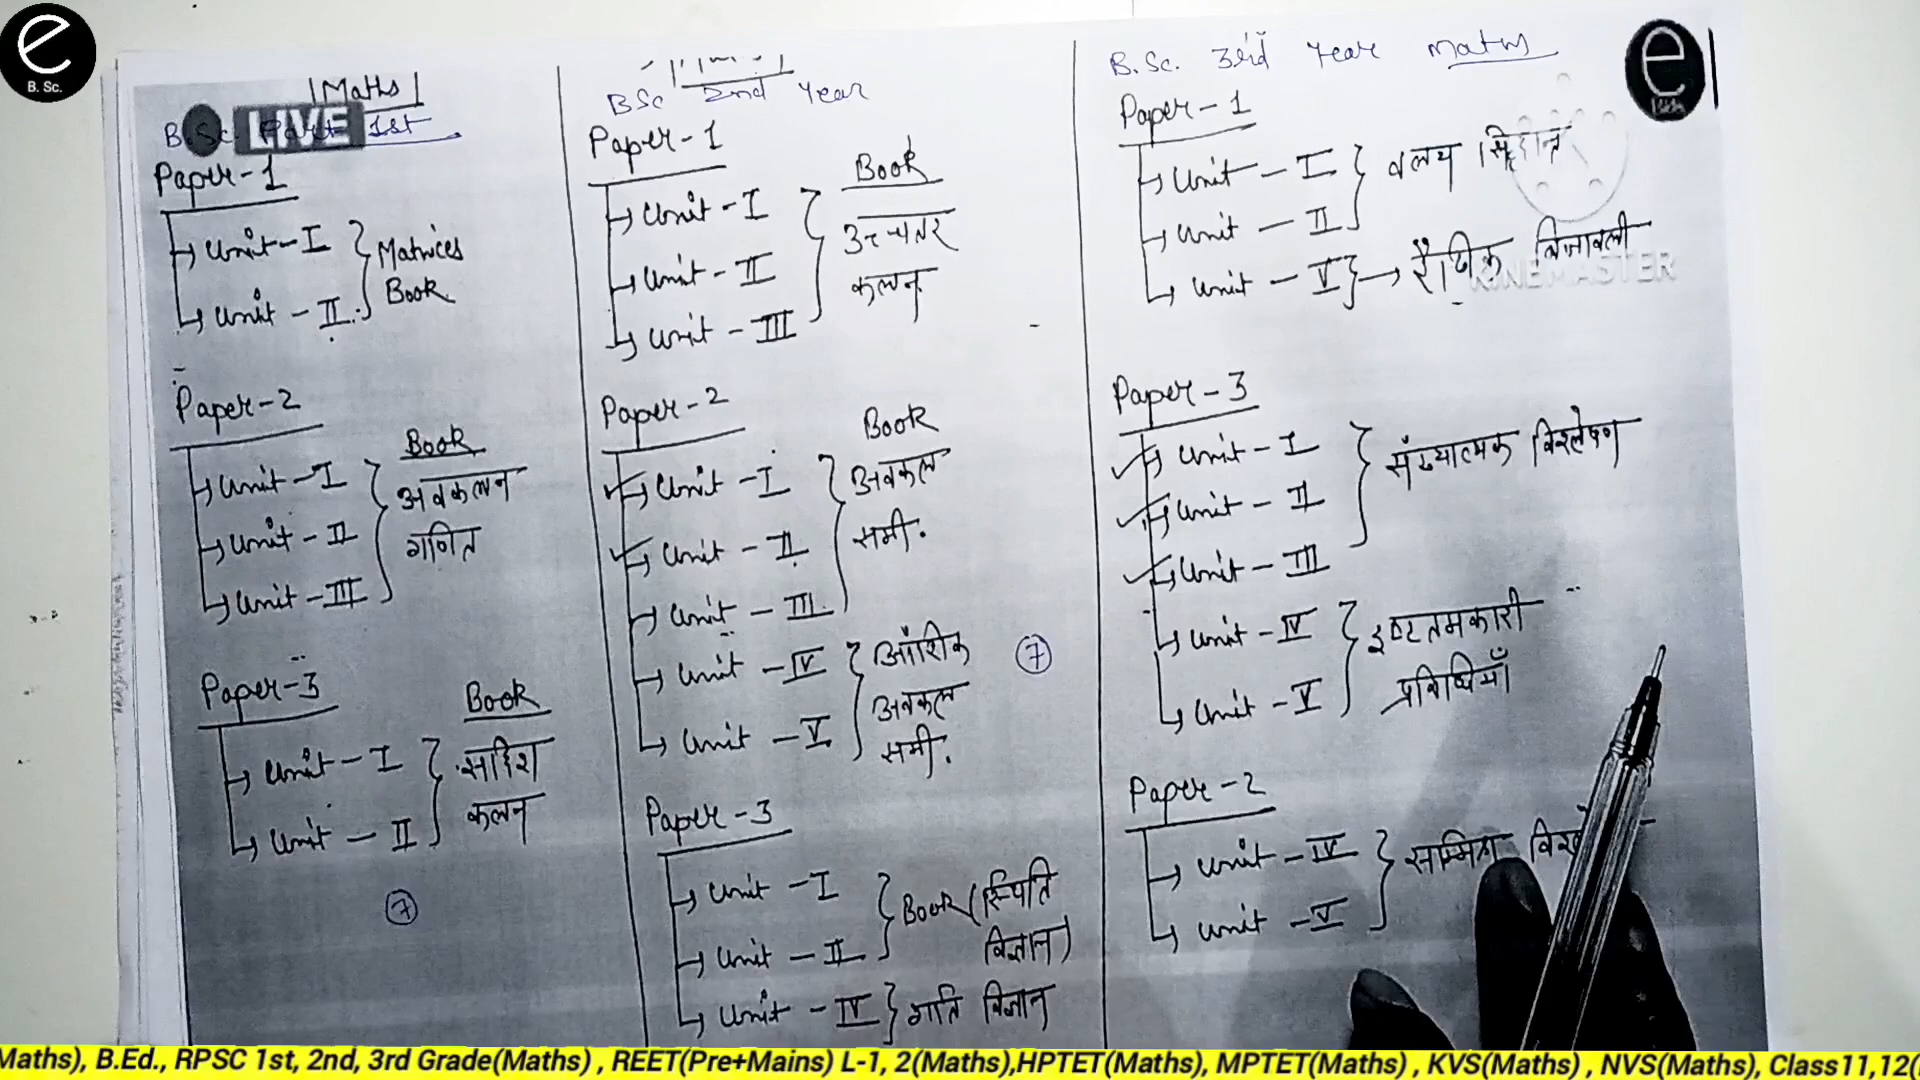 e
B. Sc.
Maths
B.Sc. Part 1st
LIVE
Paper-1
Unit-I
Unit-II
Matrices
Book
Paper-2
Book
Unit-I
Unit-II
Unit-III
अवकलन
गणित
Paper-3
Book
Unit-I
Unit-II
सदिश
कलन
7
BSc 2nd Year
Paper-1
Book
Unit-I
Unit-II
Unit-III
उच्चतर
कलन
Paper-2
Book
Unit-I
Unit-II
Unit-III
अवकल
समी.
Unit-IV
Unit-V
आंशिक
अवकल
समी.
7
Paper-3
Unit-I
Unit-II
Book (स्थिति
विज्ञान)
Unit-IV } गति विज्ञान
B.Sc. 3rd Year Maths
e
Paper-1
Unit-I
Unit-II
वलय सिद्धान्त
Unit-V } → रैखिक
KINEMASTER
Paper-3
Unit-I
Unit-II
Unit-III
संख्यात्मक विश्लेषण
Unit-IV
Unit-V
इष्टतमकारी
प्रविधियाँ
Paper-2
Unit-IV
Unit-V
सम्मिश्र
Maths), B.Ed., RPSC 1st, 2nd, 3rd Grade(Maths) , REET(Pre+Mains) L-1, 2(Maths),HPTET(Maths), MPTET(Maths) , KVS(Maths) , NVS(Maths), Class11,12(